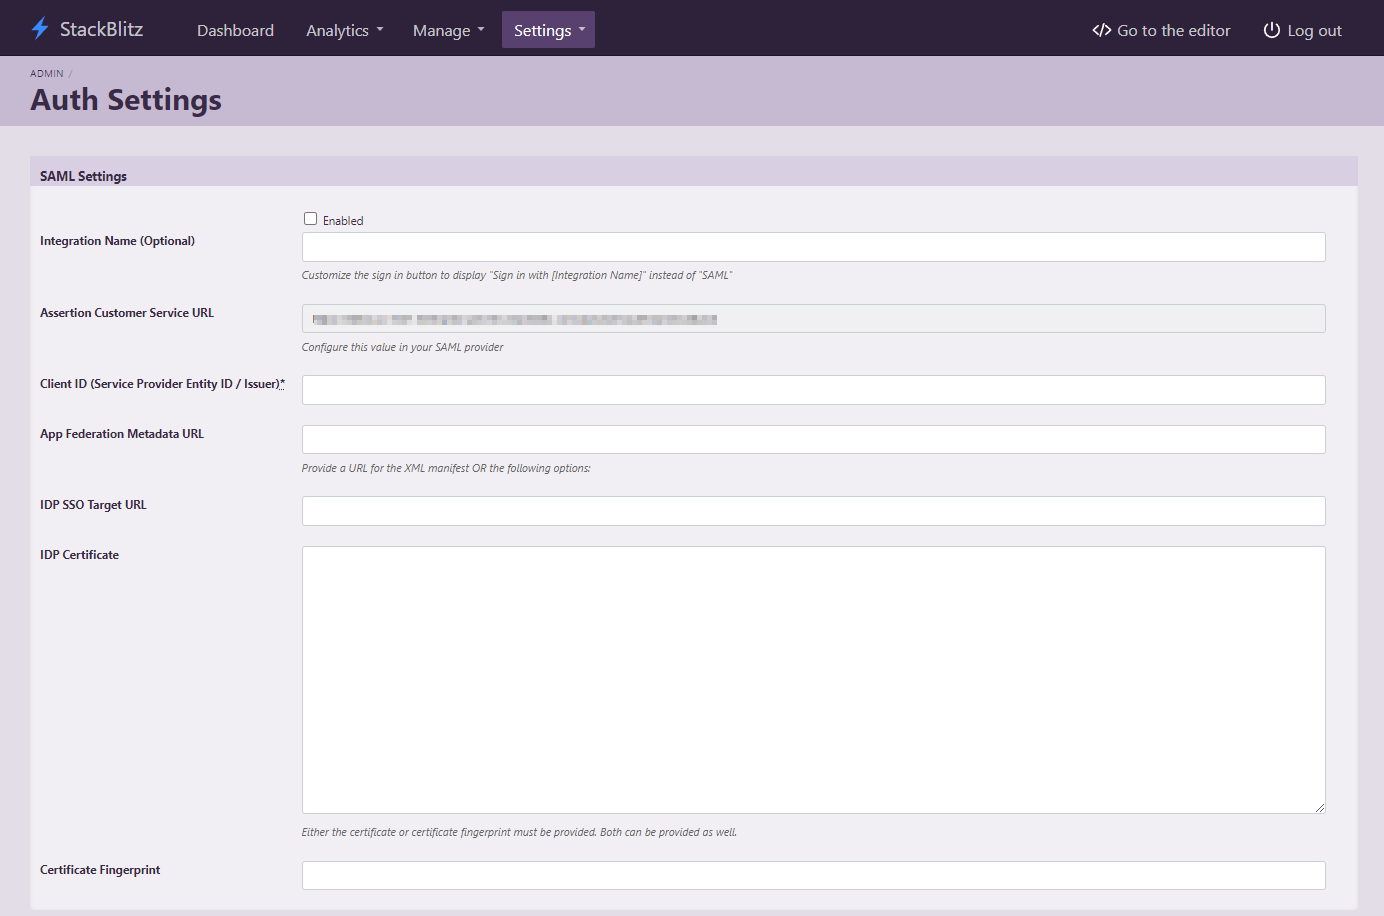 StackBlitz
Dashboard
Analytics
Manage
Settings
Go to the editor
Log out
ADMIN /
Auth Settings
SAML Settings
Enabled
Integration Name (Optional)
Customize the sign in button to display "Sign in with [Integration Name]" instead of "SAML"
Assertion Customer Service URL
Configure this value in your SAML provider
Client ID (Service Provider Entity ID / Issuer)*
App Federation Metadata URL
Provide a URL for the XML manifest OR the following options:
IDP SSO Target URL
IDP Certificate
Either the certificate or certificate fingerprint must be provided. Both can be provided as well.
Certificate Fingerprint